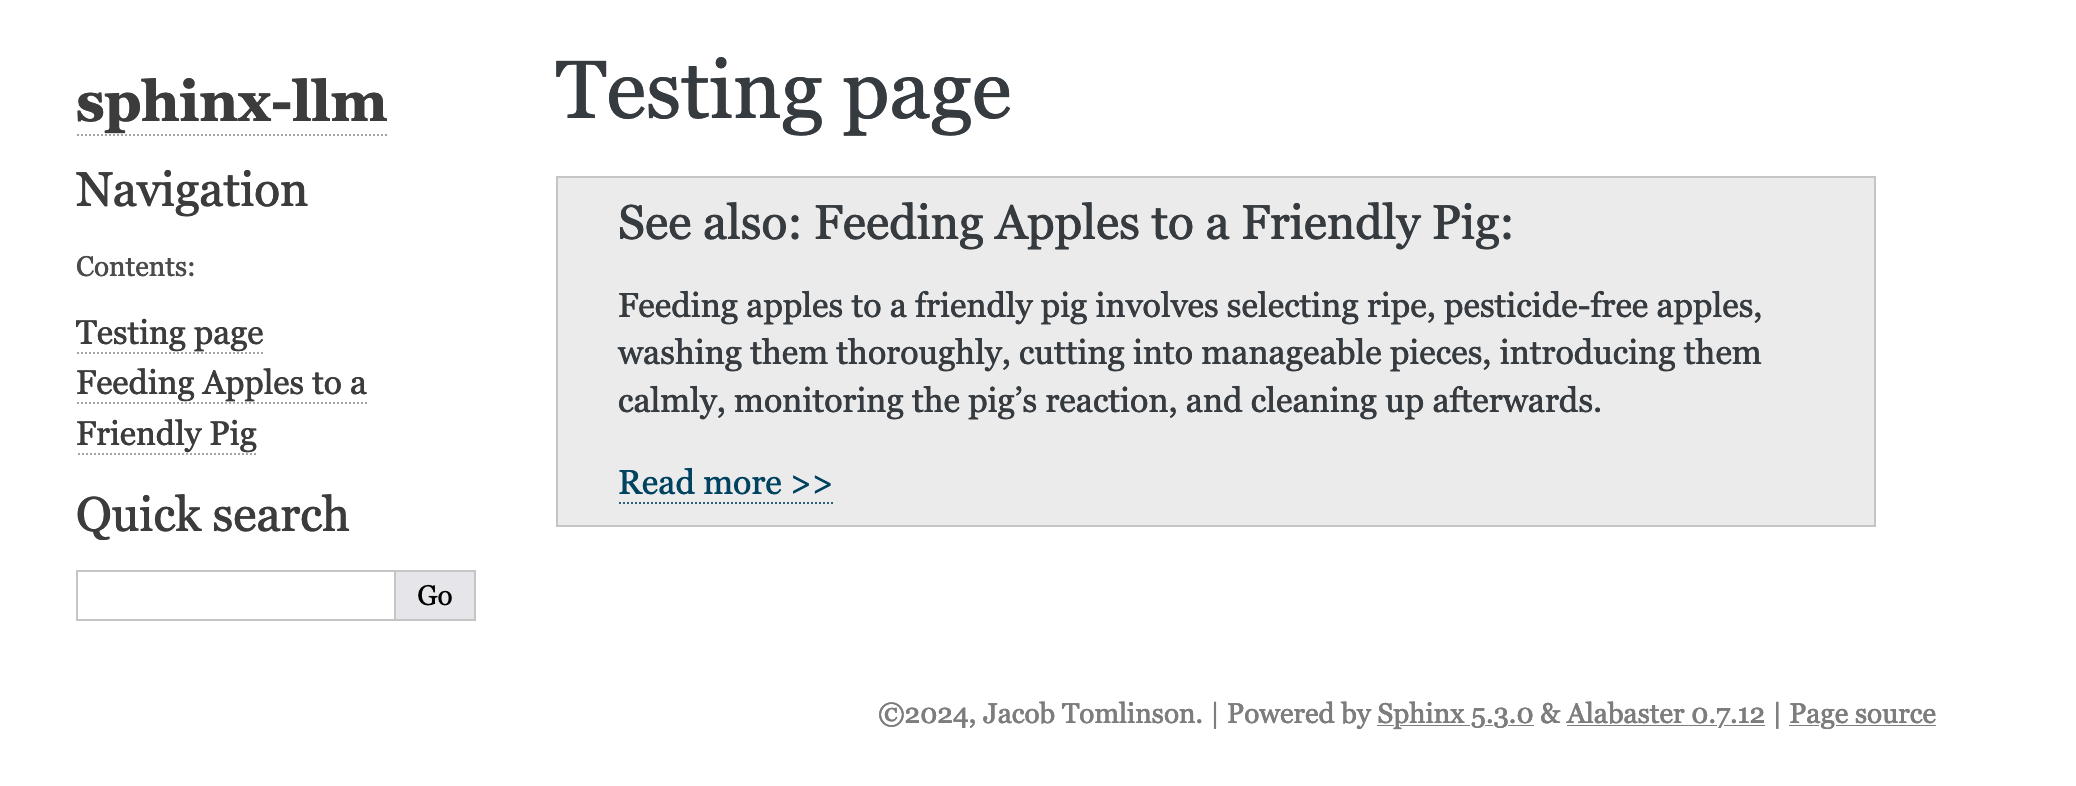 sphinx-llm
Navigation
Contents:
Testing page
Feeding Apples to a
Friendly Pig
Quick search
Go
Testing page
See also: Feeding Apples to a Friendly Pig:
Feeding apples to a friendly pig involves selecting ripe, pesticide-free apples,
washing them thoroughly, cutting into manageable pieces, introducing them
calmly, monitoring the pig’s reaction, and cleaning up afterwards.
Read more >>
©2024, Jacob Tomlinson. | Powered by Sphinx 5.3.0 & Alabaster 0.7.12 | Page source